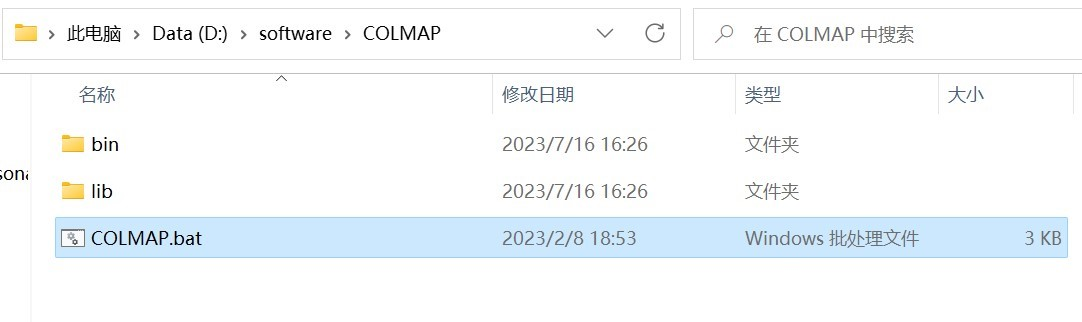 此电脑 > Data (D:) > software > COLMAP 在 COLMAP 中搜索
名称 修改日期 类型 大小
bin 2023/7/16 16:26 文件夹
sona
lib 2023/7/16 16:26 文件夹
COLMAP.bat 2023/2/8 18:53 Windows 批处理文件 3 KB